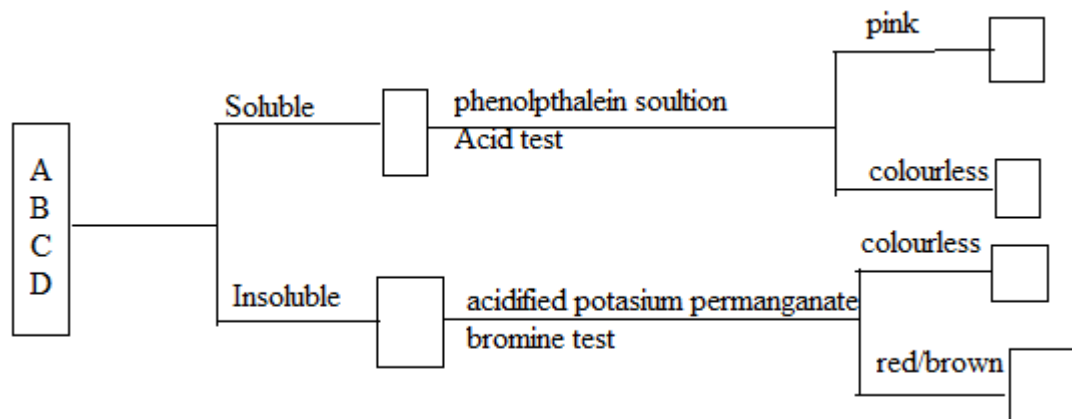 pink
Soluble
phenolpthalein soultion
Acid test
A
B
C
D
colourless
colourless
Insoluble
acidified potasium permanganate
bromine test
red/brown